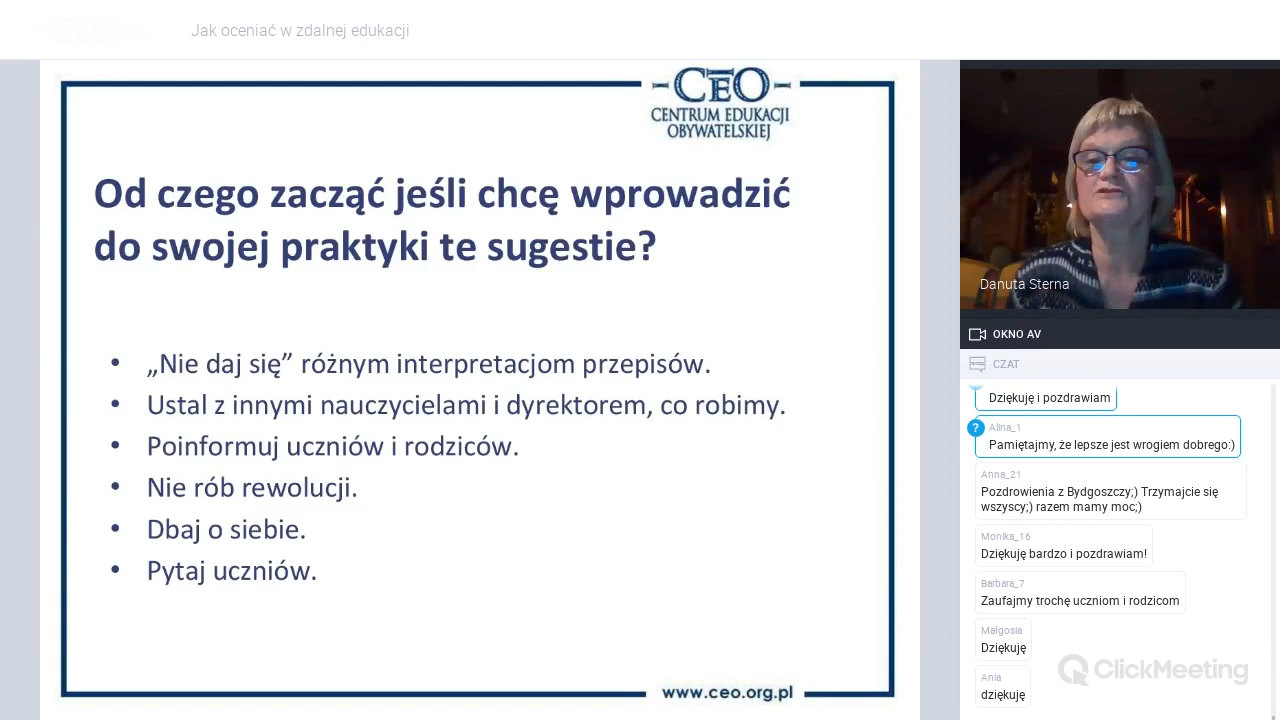 Jak oceniać w zdalnej edukacji
CEO
CENTRUM EDUKACJI
OBYWATELSKIEJ
Od czego zacząć jeśli chcę wprowadzić
do swojej praktyki te sugestie?
• „Nie daj się” różnym interpretacjom przepisów.
• Ustal z innymi nauczycielami i dyrektorem, co robimy.
• Poinformuj uczniów i rodziców.
• Nie rób rewolucji.
• Dbaj o siebie.
• Pytaj uczniów.
www.ceo.org.pl
Danuta Sterna
OKNO AV
CZAT
Dziękuję i pozdrawiam
?
Alina_1
Pamiętajmy, że lepsze jest wrogiem dobrego:)
Anna_21
Pozdrowienia z Bydgoszczy;) Trzymajcie się
wszyscy;) razem mamy moc;)
Monika_16
Dziękuję bardzo i pozdrawiam!
Barbara_7
Zaufajmy trochę uczniom i rodzicom
Małgosia
Dziękuję
Ania
dziękuję
ClickMeeting